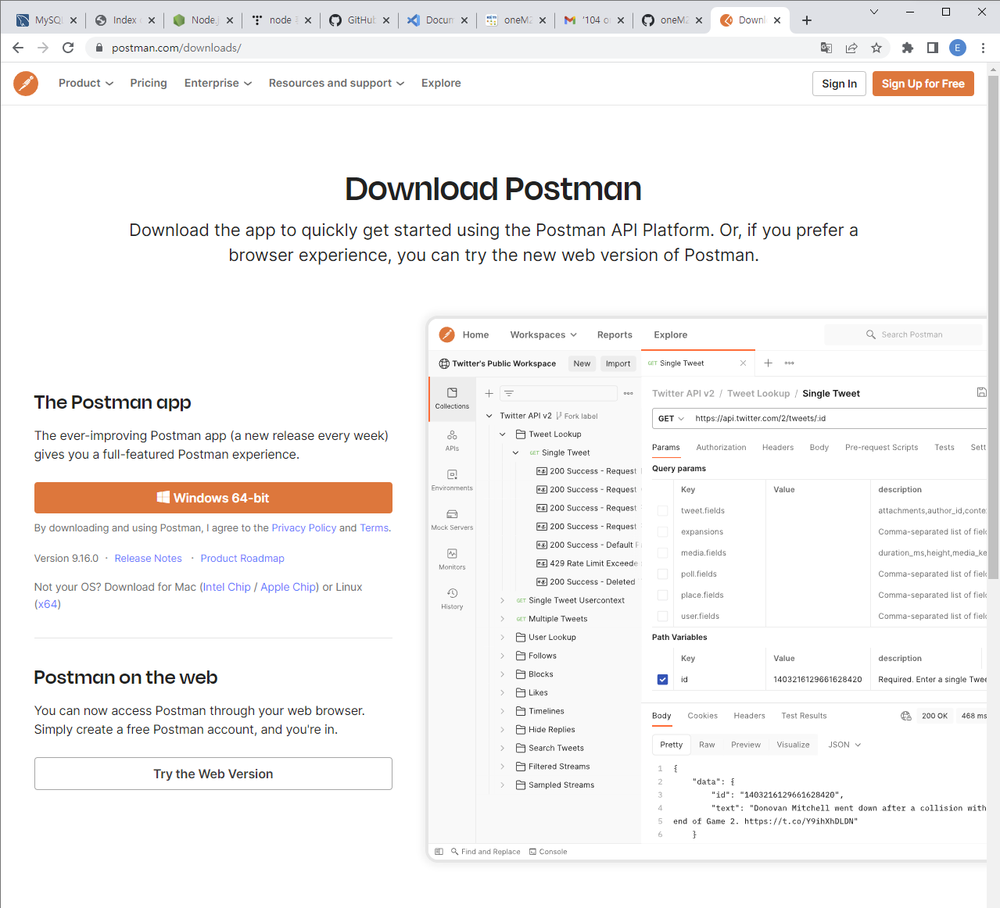 MySQL
Index
Node.j
node
GitHub
Docum
oneM2
'104 o
oneM2
Downl
postman.com/downloads/
E
Product
Pricing
Enterprise
Resources and support
Explore
Sign In
Sign Up for Free
Download Postman
Download the app to quickly get started using the Postman API Platform. Or, if you prefer a
browser experience, you can try the new web version of Postman.
The Postman app
The ever-improving Postman app (a new release every week)
gives you a full-featured Postman experience.
Windows 64-bit
By downloading and using Postman, I agree to the Privacy Policy and Terms.
Version 9.16.0 · Release Notes · Product Roadmap
Not your OS? Download for Mac (Intel Chip / Apple Chip) or Linux
(x64)
Postman on the web
You can now access Postman through your web browser.
Simply create a free Postman account, and you're in.
Try the Web Version
Home
Workspaces
Reports
Explore
Search Postman
Twitter's Public Workspace
New
Import
GET Single Tweet
Collections
APIs
Environments
Mock Servers
Monitors
History
Twitter API v2 Fork label
Tweet Lookup
GET Single Tweet
200 Success - Request
200 Success - Request
200 Success - Request
200 Success - Request
200 Success - Default
429 Rate Limit Exceede
200 Success - Deleted
GET Single Tweet Usercontext
GET Multiple Tweets
User Lookup
Follows
Blocks
Likes
Timelines
Hide Replies
Search Tweets
Filtered Streams
Sampled Streams
Twitter API v2 / Tweet Lookup / Single Tweet
GET
https://api.twitter.com/2/tweets/:id
Params Authorization Headers Body Pre-request Scripts Tests Sett
Query params
Key Value description
tweet.fields attachments,author_id,conte
expansions Comma-separated list of fiel
media.fields duration_ms,height,media_ke
poll.fields Comma-separated list of fiel
place.fields Comma-separated list of fiel
user.fields Comma-separated list of fiel
Path Variables
Key Value description
id 1403216129661628420 Required. Enter a single Twee
Body Cookies Headers Test Results 200 OK 468 ms
Pretty Raw Preview Visualize JSON
1 {
2 "data": {
3 "id": "1403216129661628420",
4 "text": "Donovan Mitchell went down after a collision with
5 end of Game 2. https://t.co/Y9ihXhDLDN"
6 }
Find and Replace Console